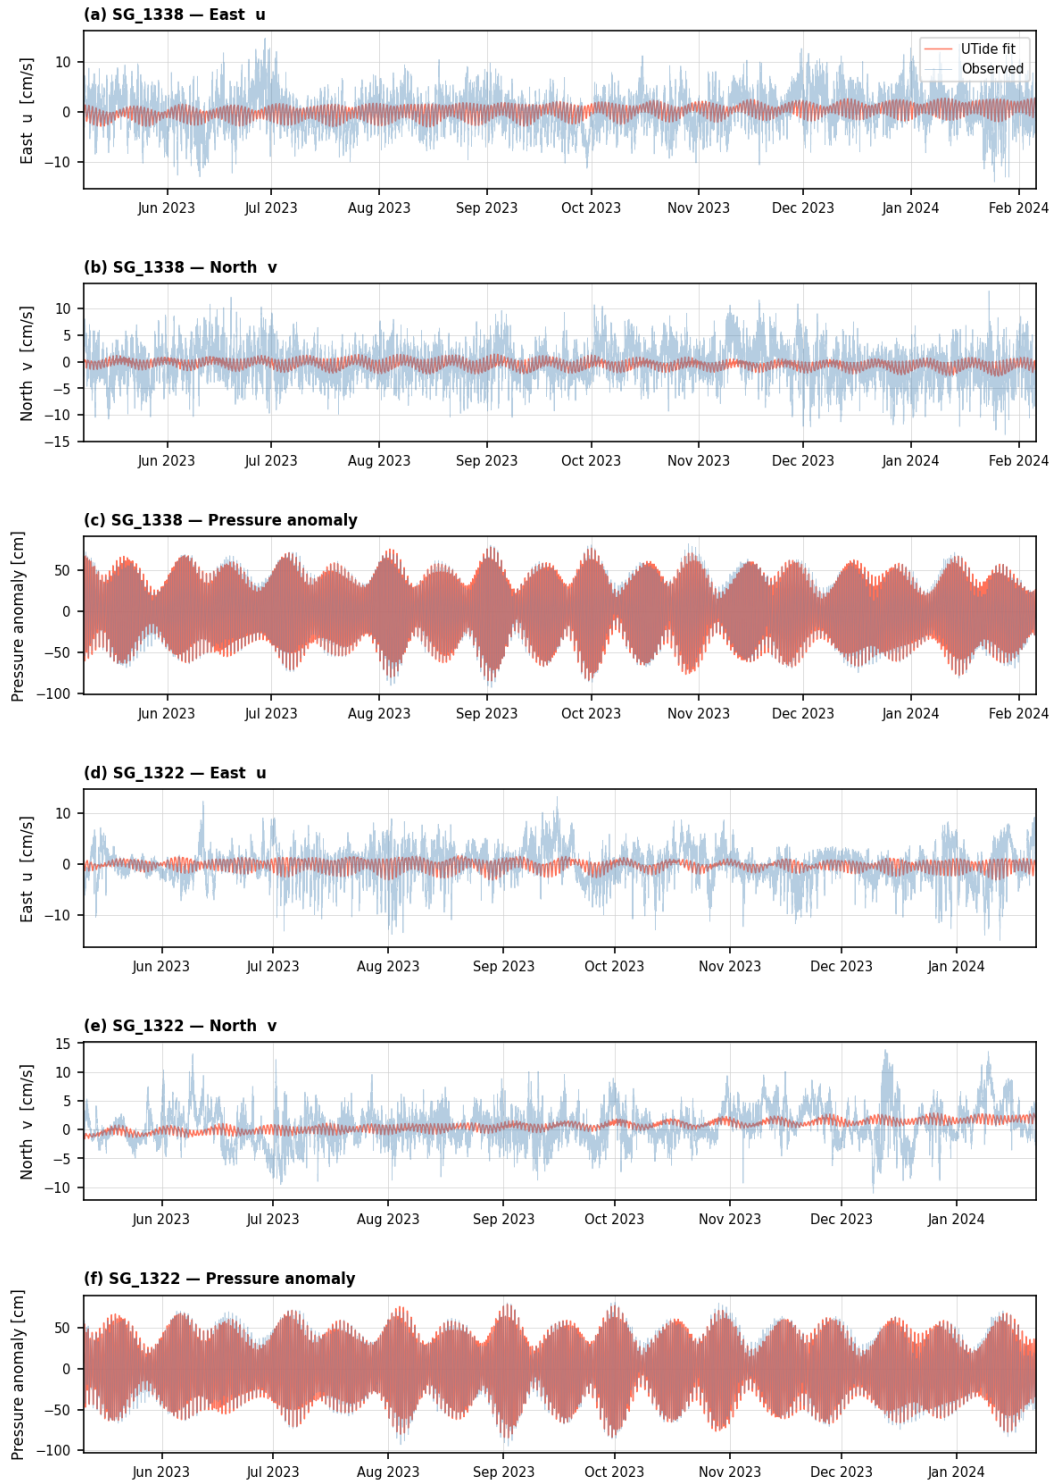 (a) SG_1338 — East  u
East  u  [cm/s]
10
0
−10
UTide fit
Observed
Jun 2023 Jul 2023 Aug 2023 Sep 2023 Oct 2023 Nov 2023 Dec 2023 Jan 2024 Feb 2024
(b) SG_1338 — North  v
North  v  [cm/s]
10
5
0
−5
−10
−15
Jun 2023 Jul 2023 Aug 2023 Sep 2023 Oct 2023 Nov 2023 Dec 2023 Jan 2024 Feb 2024
(c) SG_1338 — Pressure anomaly
Pressure anomaly [cm]
50
0
−50
−100
Jun 2023 Jul 2023 Aug 2023 Sep 2023 Oct 2023 Nov 2023 Dec 2023 Jan 2024 Feb 2024
(d) SG_1322 — East  u
East  u  [cm/s]
10
0
−10
Jun 2023 Jul 2023 Aug 2023 Sep 2023 Oct 2023 Nov 2023 Dec 2023 Jan 2024
(e) SG_1322 — North  v
North  v  [cm/s]
15
10
5
0
−5
−10
Jun 2023 Jul 2023 Aug 2023 Sep 2023 Oct 2023 Nov 2023 Dec 2023 Jan 2024
(f) SG_1322 — Pressure anomaly
Pressure anomaly [cm]
50
0
−50
−100
Jun 2023 Jul 2023 Aug 2023 Sep 2023 Oct 2023 Nov 2023 Dec 2023 Jan 2024